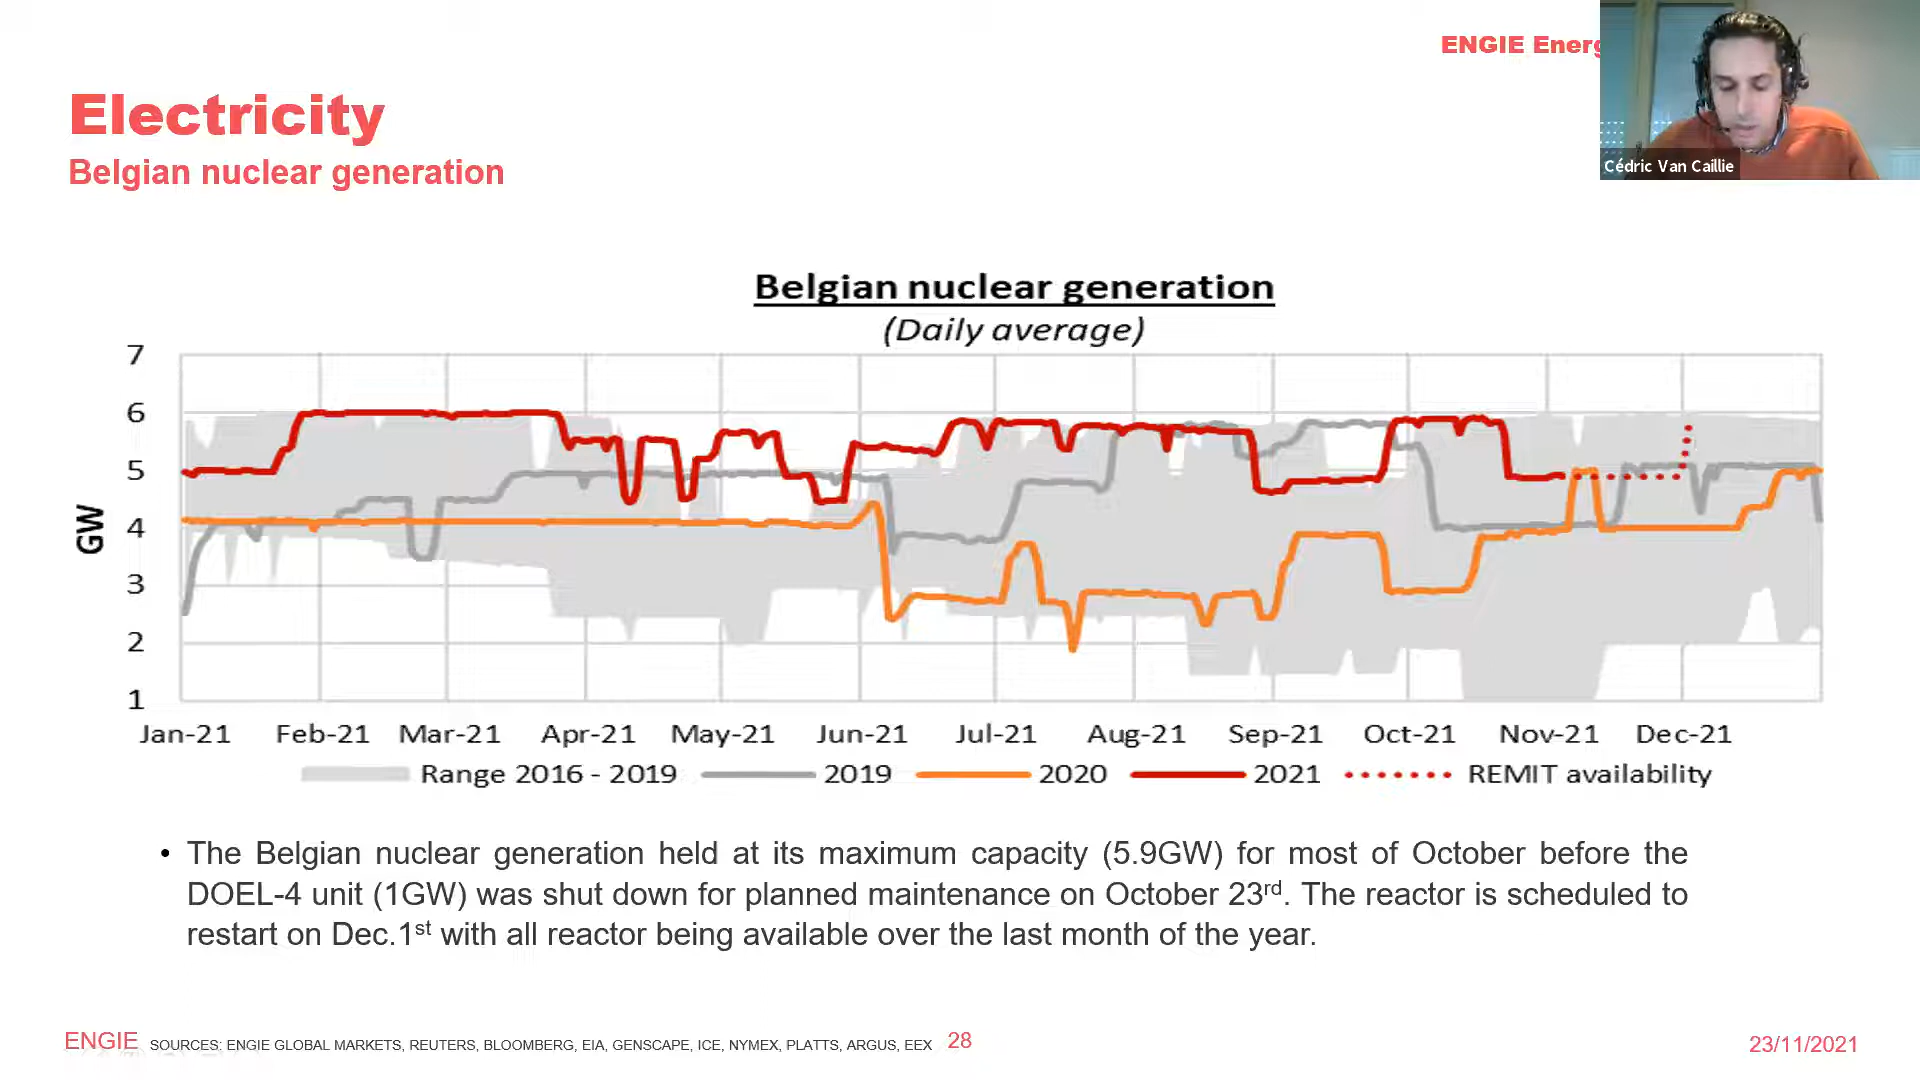 ENGIE Energ
Cédric Van Caillie
Electricity
Belgian nuclear generation
Belgian nuclear generation
(Daily average)
7
6
5
4
3
2
1
GW
Jan-21 Feb-21 Mar-21 Apr-21 May-21 Jun-21 Jul-21 Aug-21 Sep-21 Oct-21 Nov-21 Dec-21
Range 2016 - 2019 2019 2020 2021 REMIT availability
• The Belgian nuclear generation held at its maximum capacity (5.9GW) for most of October before the
DOEL-4 unit (1GW) was shut down for planned maintenance on October 23rd. The reactor is scheduled to
restart on Dec.1st with all reactor being available over the last month of the year.
ENGIE SOURCES: ENGIE GLOBAL MARKETS, REUTERS, BLOOMBERG, EIA, GENSCAPE, ICE, NYMEX, PLATTS, ARGUS, EEX 28 23/11/2021